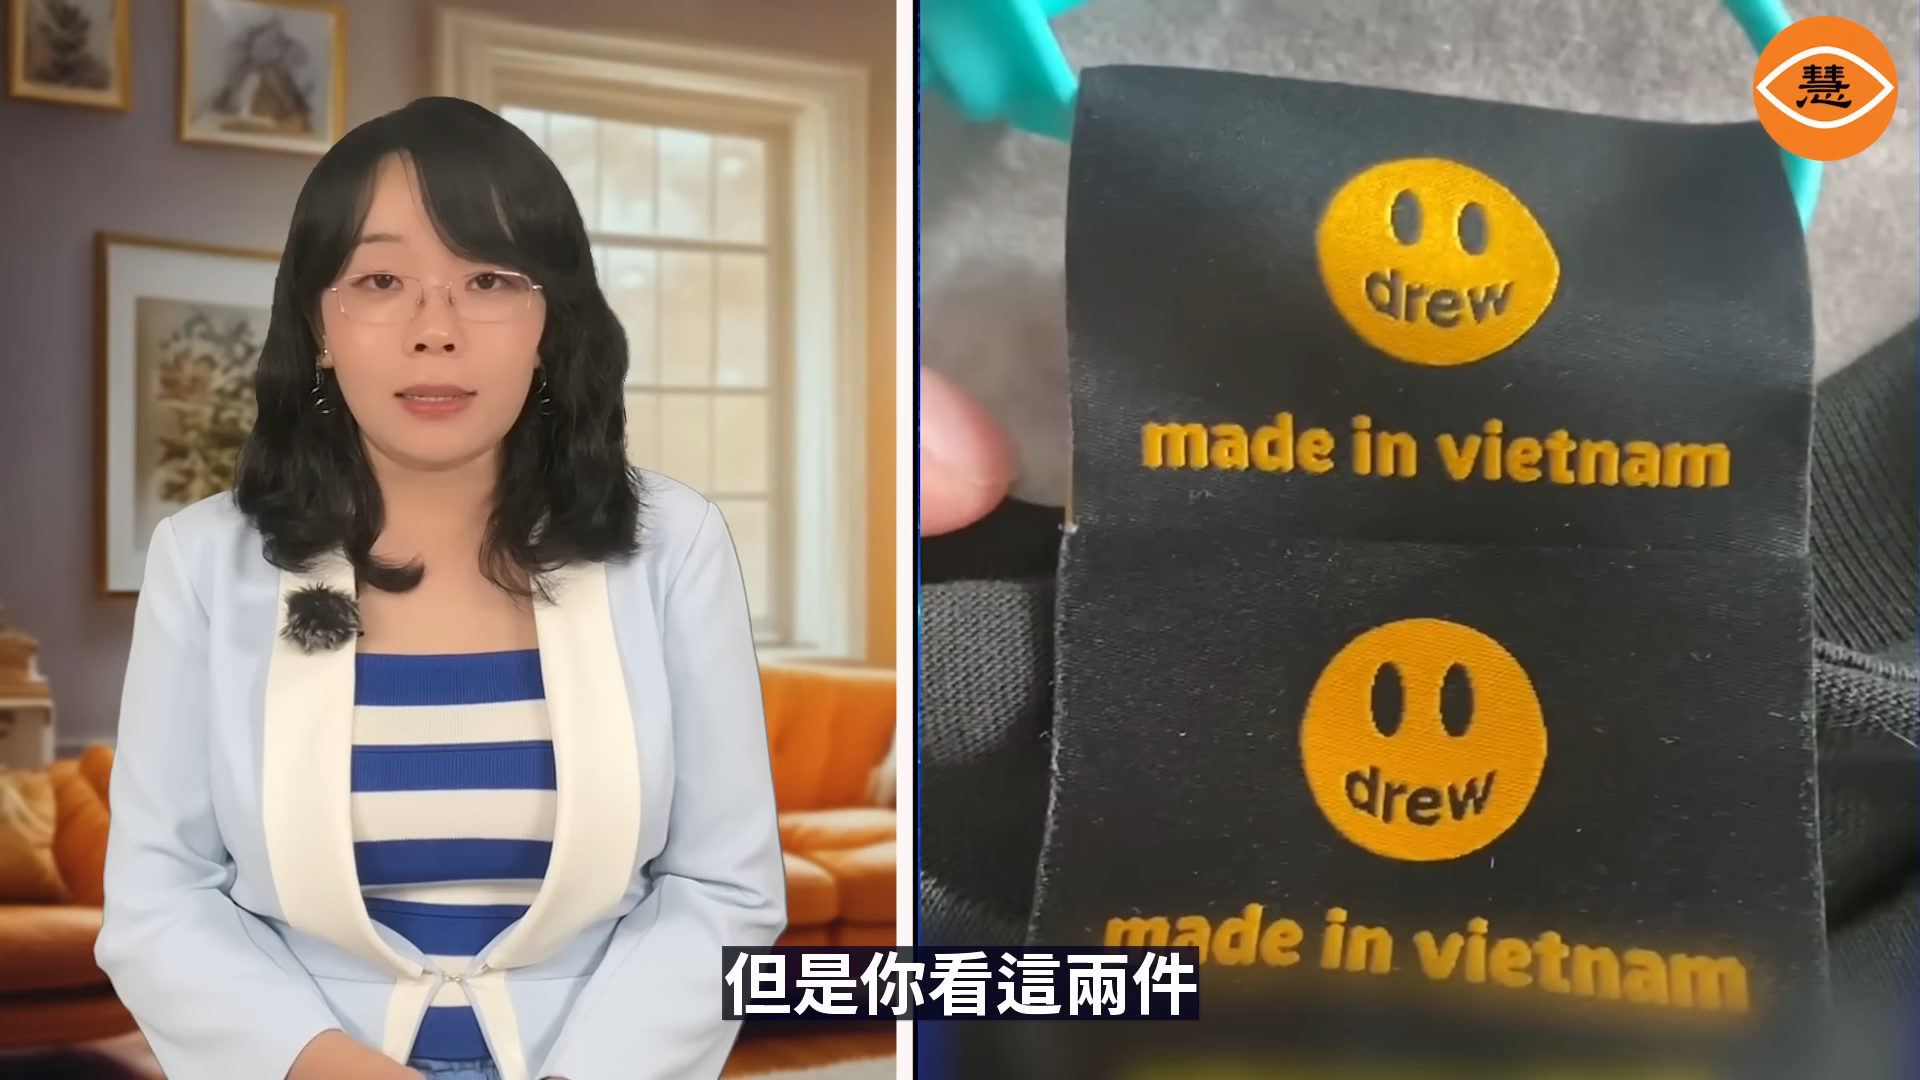 慧
drew
made in vietnam
drew
made in vietnam
但是你看這兩件